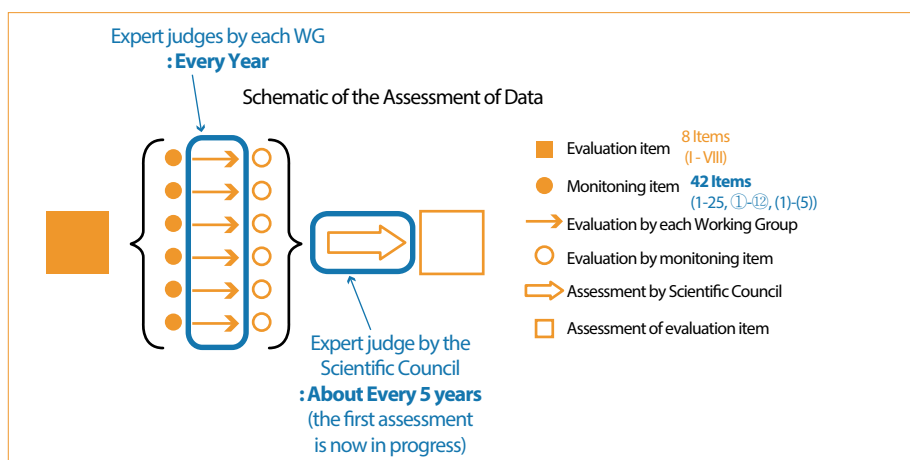 Expert judges by each WG
: Every Year
Schematic of the Assessment of Data
Evaluation item
8 Items
(I - VIII)
Monitoning item
42 Items
(1-25, ①-⑫, (1)-(5))
Evaluation by each Working Group
Evaluation by monitoning item
Assessment by Scientific Council
Assessment of evaluation item
Expert judge by the
Scientific Council
: About Every 5 years
(the first assessment
is now in progress)